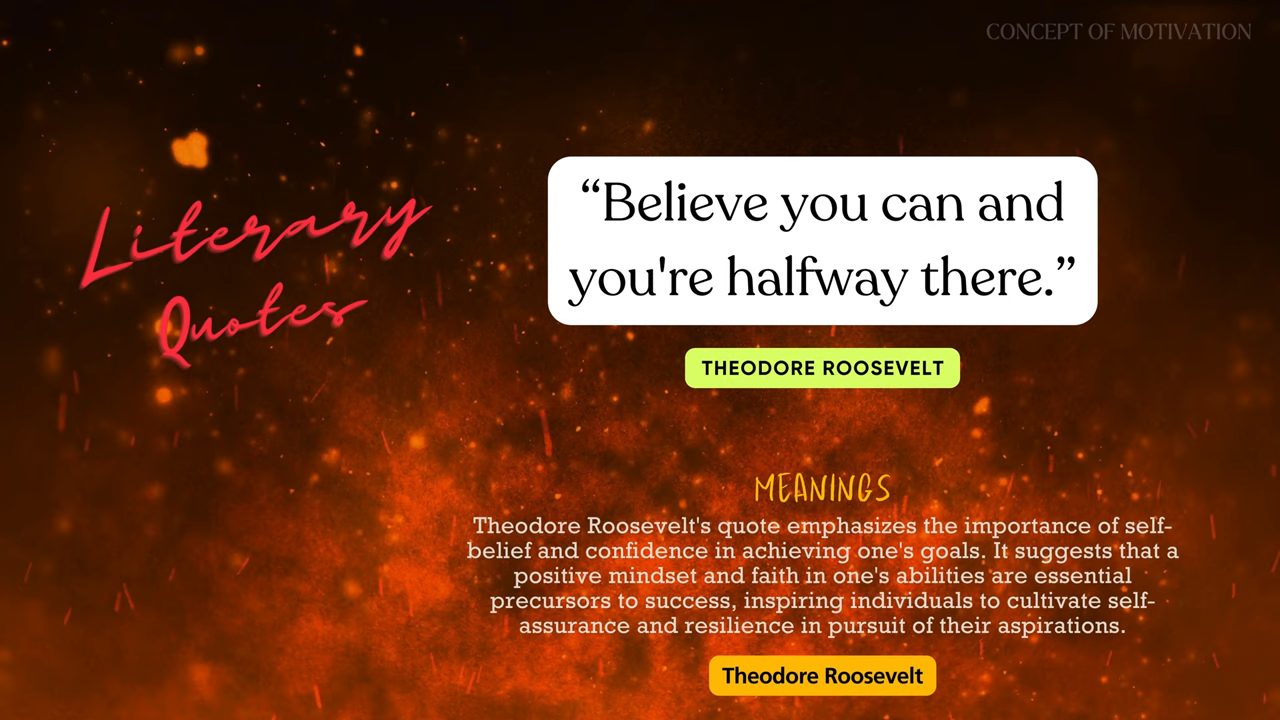 CONCEPT OF MOTIVATION
Literary
Quotes
“Believe you can and
you're halfway there.”
THEODORE ROOSEVELT
MEANINGS
Theodore Roosevelt's quote emphasizes the importance of self-
belief and confidence in achieving one's goals. It suggests that a
positive mindset and faith in one's abilities are essential
precursors to success, inspiring individuals to cultivate self-
assurance and resilience in pursuit of their aspirations.
Theodore Roosevelt